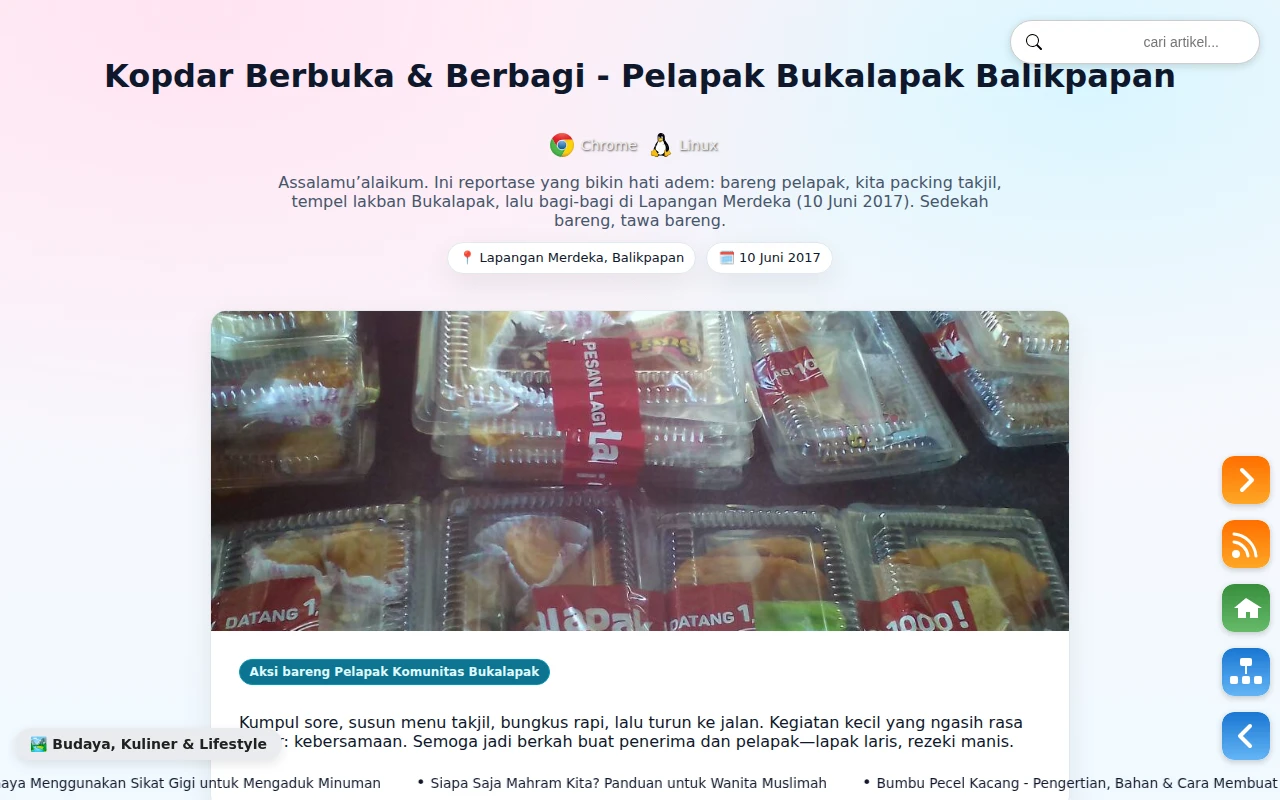 cari artikel...
Kopdar Berbuka & Berbagi - Pelapak Bukalapak Balikpapan
Chrome Linux
Assalamu’alaikum. Ini reportase yang bikin hati adem: bareng pelapak, kita packing takjil,
tempel lakban Bukalapak, lalu bagi-bagi di Lapangan Merdeka (10 Juni 2017). Sedekah
bareng, tawa bareng.
📍 Lapangan Merdeka, Balikpapan
🗓️ 10 Juni 2017
PESAN LAGI
la
AGI 10
DATANG 1
alapak
DATANG 1
1000!
Aksi bareng Pelapak Komunitas Bukalapak
Kumpul sore, susun menu takjil, bungkus rapi, lalu turun ke jalan. Kegiatan kecil yang ngasih rasa
: kebersamaan. Semoga jadi berkah buat penerima dan pelapak—lapak laris, rezeki manis.
🏞️ Budaya, Kuliner & Lifestyle
Menggunakan Sikat Gigi untuk Mengaduk Minuman • Siapa Saja Mahram Kita? Panduan untuk Wanita Muslimah • Bumbu Pecel Kacang - Pengertian, Bahan & Cara Membuat